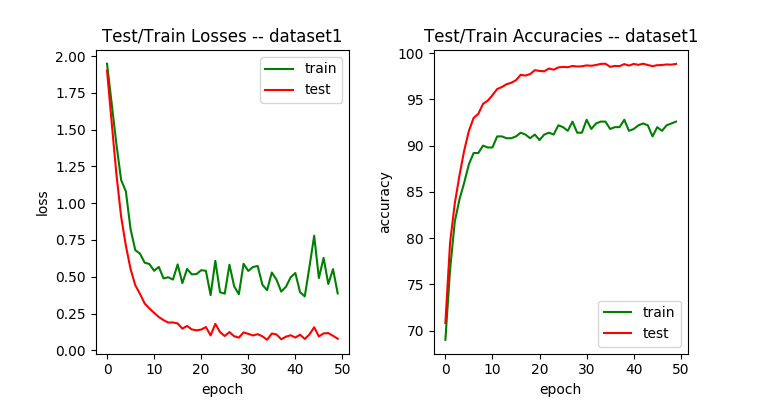 Test/Train Losses -- dataset1
2.00
1.75
1.50
1.25
1.00
0.75
0.50
0.25
0.00
loss
train
test
0
10
20
30
40
50
epoch
Test/Train Accuracies -- dataset1
100
95
90
85
80
75
70
accuracy
train
test
0
10
20
30
40
50
epoch